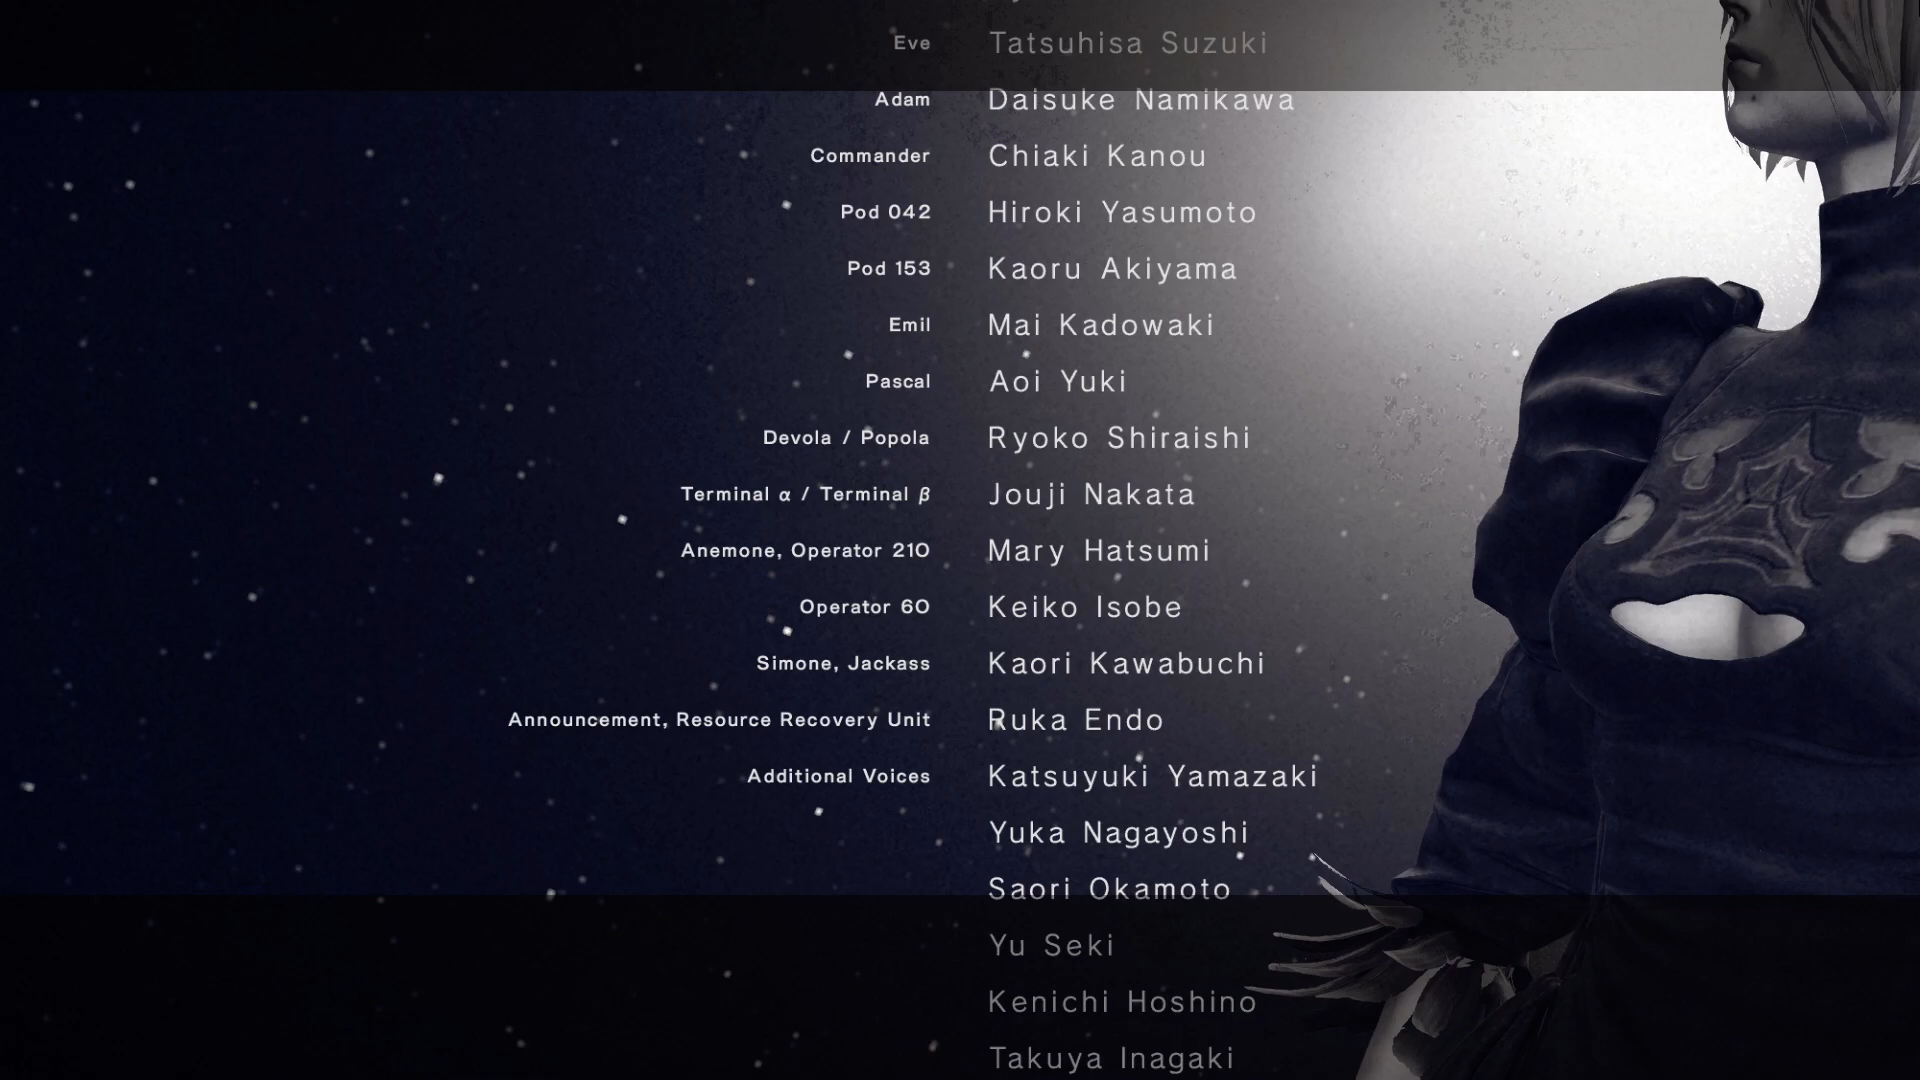 Eve Tatsuhisa Suzuki
Adam Daisuke Namikawa
Commander Chiaki Kanou
Pod 042 Hiroki Yasumoto
Pod 153 Kaoru Akiyama
Emil Mai Kadowaki
Pascal Aoi Yuki
Devola / Popola Ryoko Shiraishi
Terminal α / Terminal β Jouji Nakata
Anemone, Operator 21O Mary Hatsumi
Operator 6O Keiko Isobe
Simone, Jackass Kaori Kawabuchi
Announcement, Resource Recovery Unit Ruka Endo
Additional Voices Katsuyuki Yamazaki
Yuka Nagayoshi
Saori Okamoto
Yu Seki
Kenichi Hoshino
Takuya Inagaki